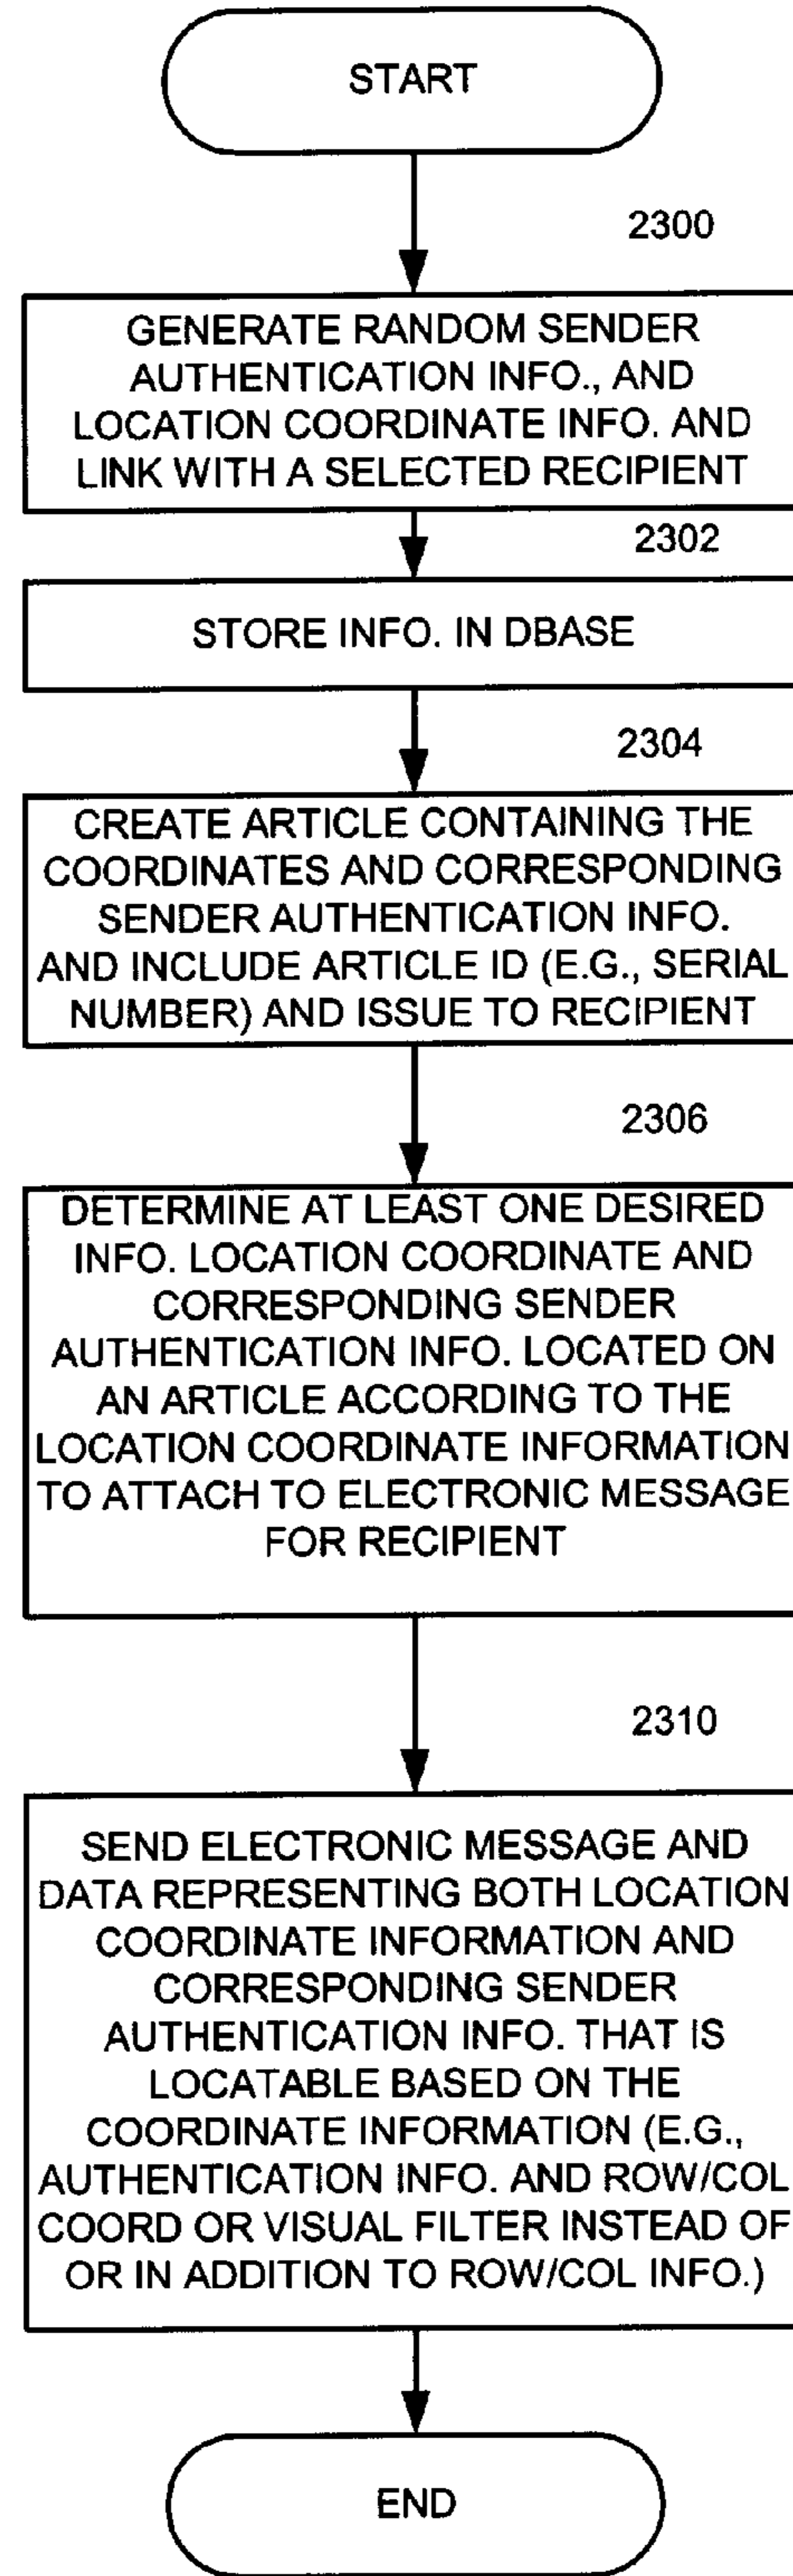 START
2300
GENERATE RANDOM SENDER
AUTHENTICATION INFO., AND
LOCATION COORDINATE INFO. AND
LINK WITH A SELECTED RECIPIENT
2302
STORE INFO. IN DBASE
2304
CREATE ARTICLE CONTAINING THE
COORDINATES AND CORRESPONDING
SENDER AUTHENTICATION INFO.
AND INCLUDE ARTICLE ID (E.G., SERIAL
NUMBER) AND ISSUE TO RECIPIENT
2306
DETERMINE AT LEAST ONE DESIRED
INFO. LOCATION COORDINATE AND
CORRESPONDING SENDER
AUTHENTICATION INFO. LOCATED ON
AN ARTICLE ACCORDING TO THE
LOCATION COORDINATE INFORMATION
TO ATTACH TO ELECTRONIC MESSAGE
FOR RECIPIENT
2310
SEND ELECTRONIC MESSAGE AND
DATA REPRESENTING BOTH LOCATION
COORDINATE INFORMATION AND
CORRESPONDING SENDER
AUTHENTICATION INFO. THAT IS
LOCATABLE BASED ON THE
COORDINATE INFORMATION (E.G.,
AUTHENTICATION INFO. AND ROW/COL
COORD OR VISUAL FILTER INSTEAD OF
OR IN ADDITION TO ROW/COL INFO.)
END